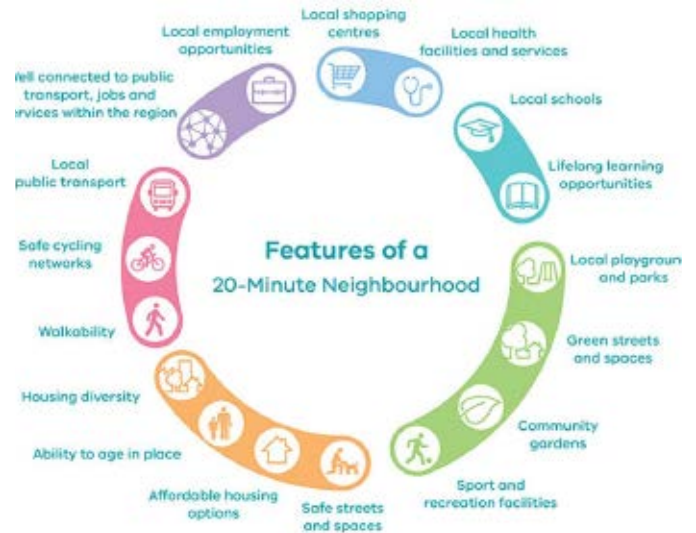 Features of a
20-Minute Neighbourhood
Local shopping
centres
Local health
facilities and services
Local schools
Lifelong learning
opportunities
Local playgroun
and parks
Green streets
and spaces
Community
gardens
Sport and
recreation facilities
Safe streets
and spaces
Affordable housing
options
Ability to age in place
Housing diversity
Walkability
Safe cycling
networks
Local
public transport
Well connected to public
transport, jobs and
ervices within the region
Local employment
opportunities